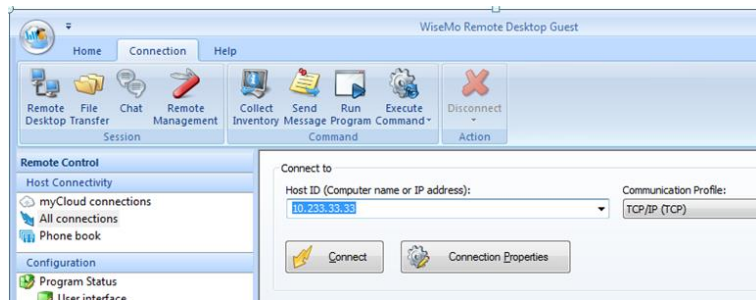 WiseMo Remote Desktop Guest
Home Connection Help
Remote File Chat Remote Collect Send Run Execute Disconnect
Desktop Transfer Management Inventory Message Program Command
Session Command Action
Remote Control
Host Connectivity
myCloud connections
All connections
Phone book
Configuration
Program Status
User interface
Connect to
Host ID (Computer name or IP address): Communication Profile:
10.233.33.33 TCP/IP (TCP)
Connect Connection Properties